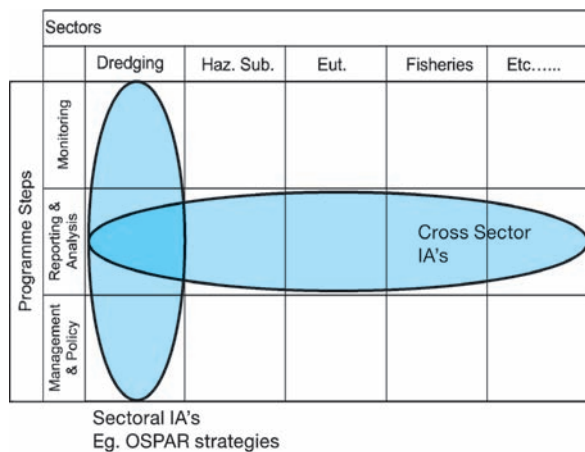 Sectors
Dredging Haz. Sub. Eut. Fisheries Etc......
Programme Steps
Monitoring
Reporting &
Analysis
Cross Sector
IA's
Management
& Policy
Sectoral IA's
Eg. OSPAR strategies